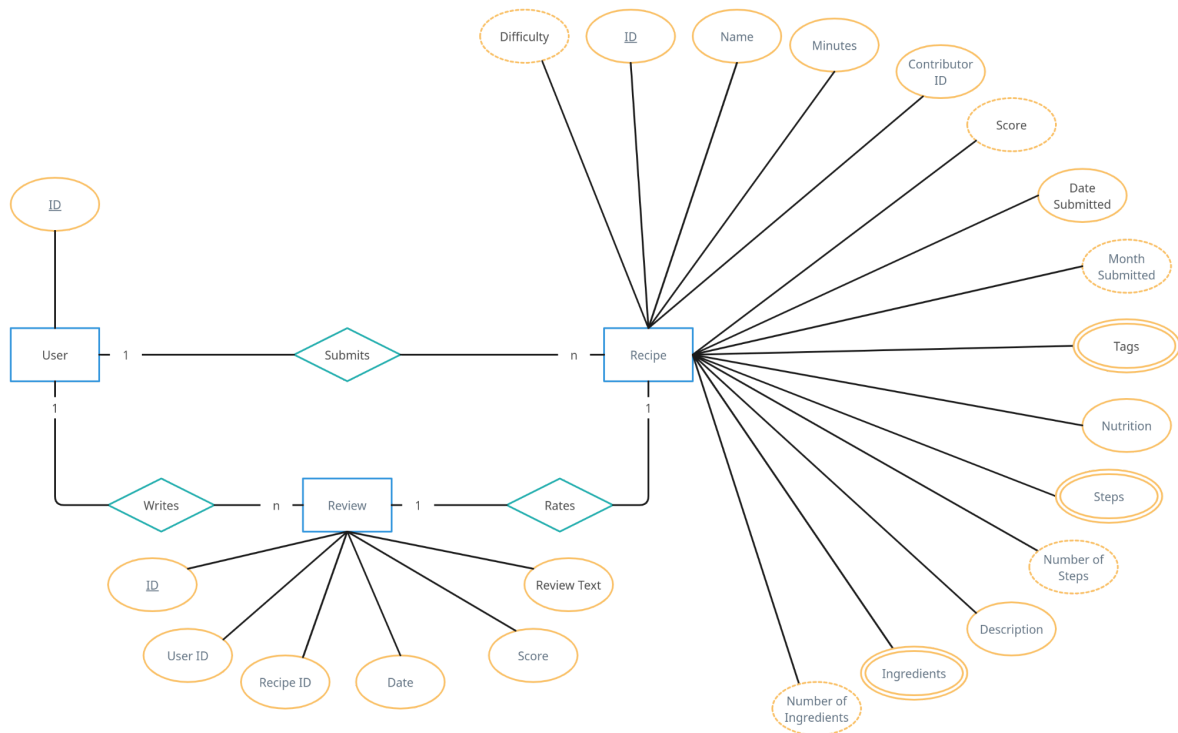 Difficulty
ID
Name
Minutes
Contributor
ID
Score
Date
Submitted
ID
Month
Submitted
User
1
Submits
n
Recipe
Tags
1
1
Nutrition
Writes
n
Review
1
Rates
Steps
Number of
Steps
ID
Review Text
Description
User ID
Score
Recipe ID
Date
Ingredients
Number of
Ingredients